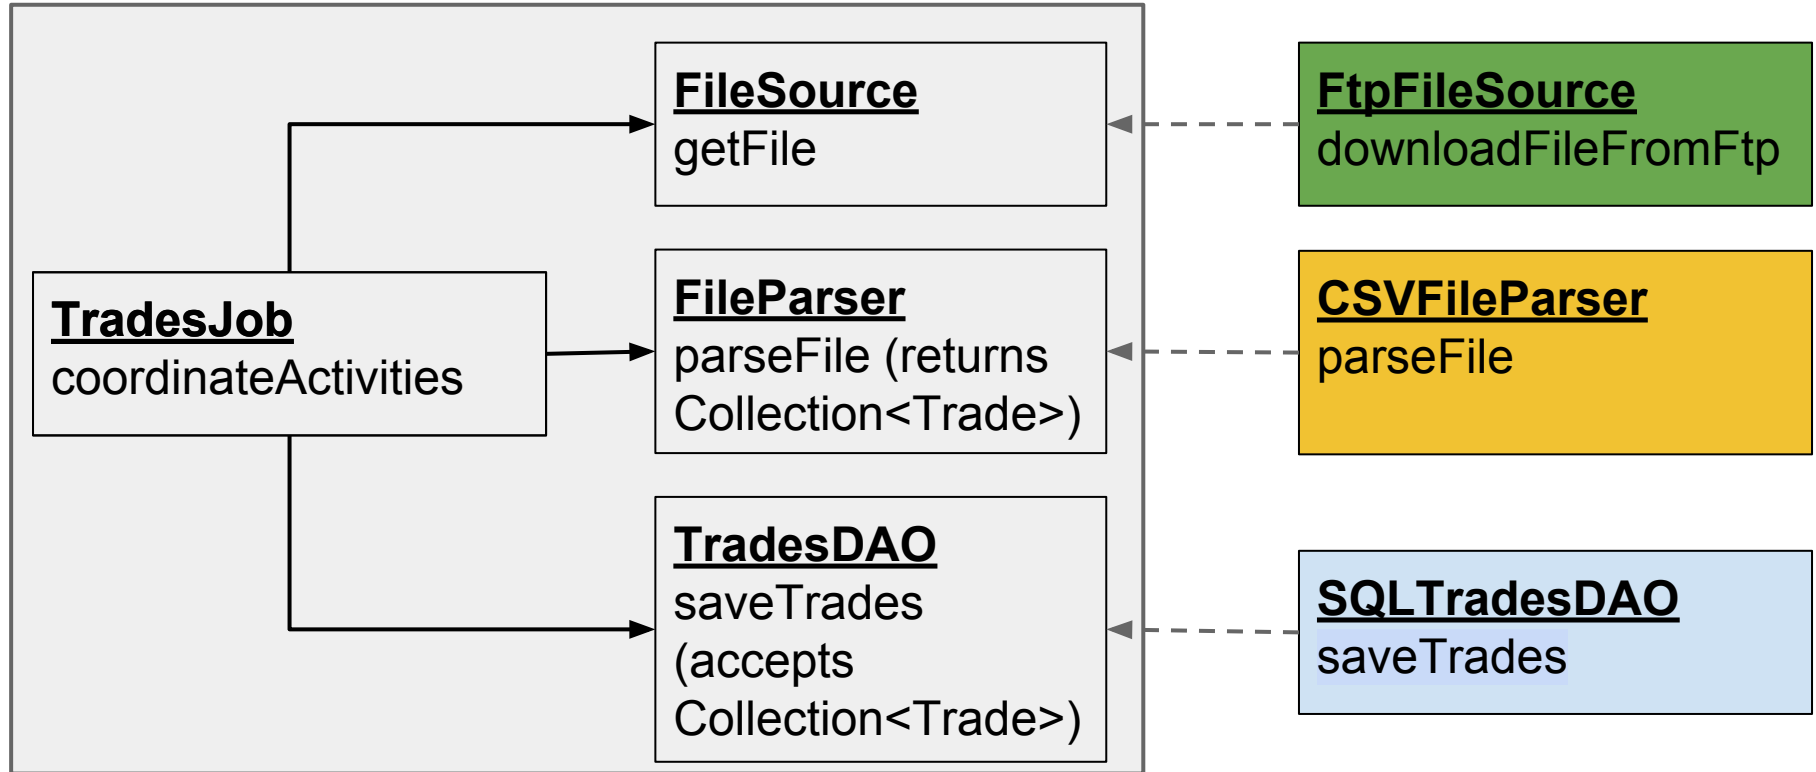 FileSource
getFile
FtpFileSource
downloadFileFromFtp
TradesJob
coordinateActivities
FileParser
parseFile (returns
Collection<Trade>)
CSVFileParser
parseFile
TradesDAO
saveTrades
(accepts
Collection<Trade>)
SQLTradesDAO
saveTrades